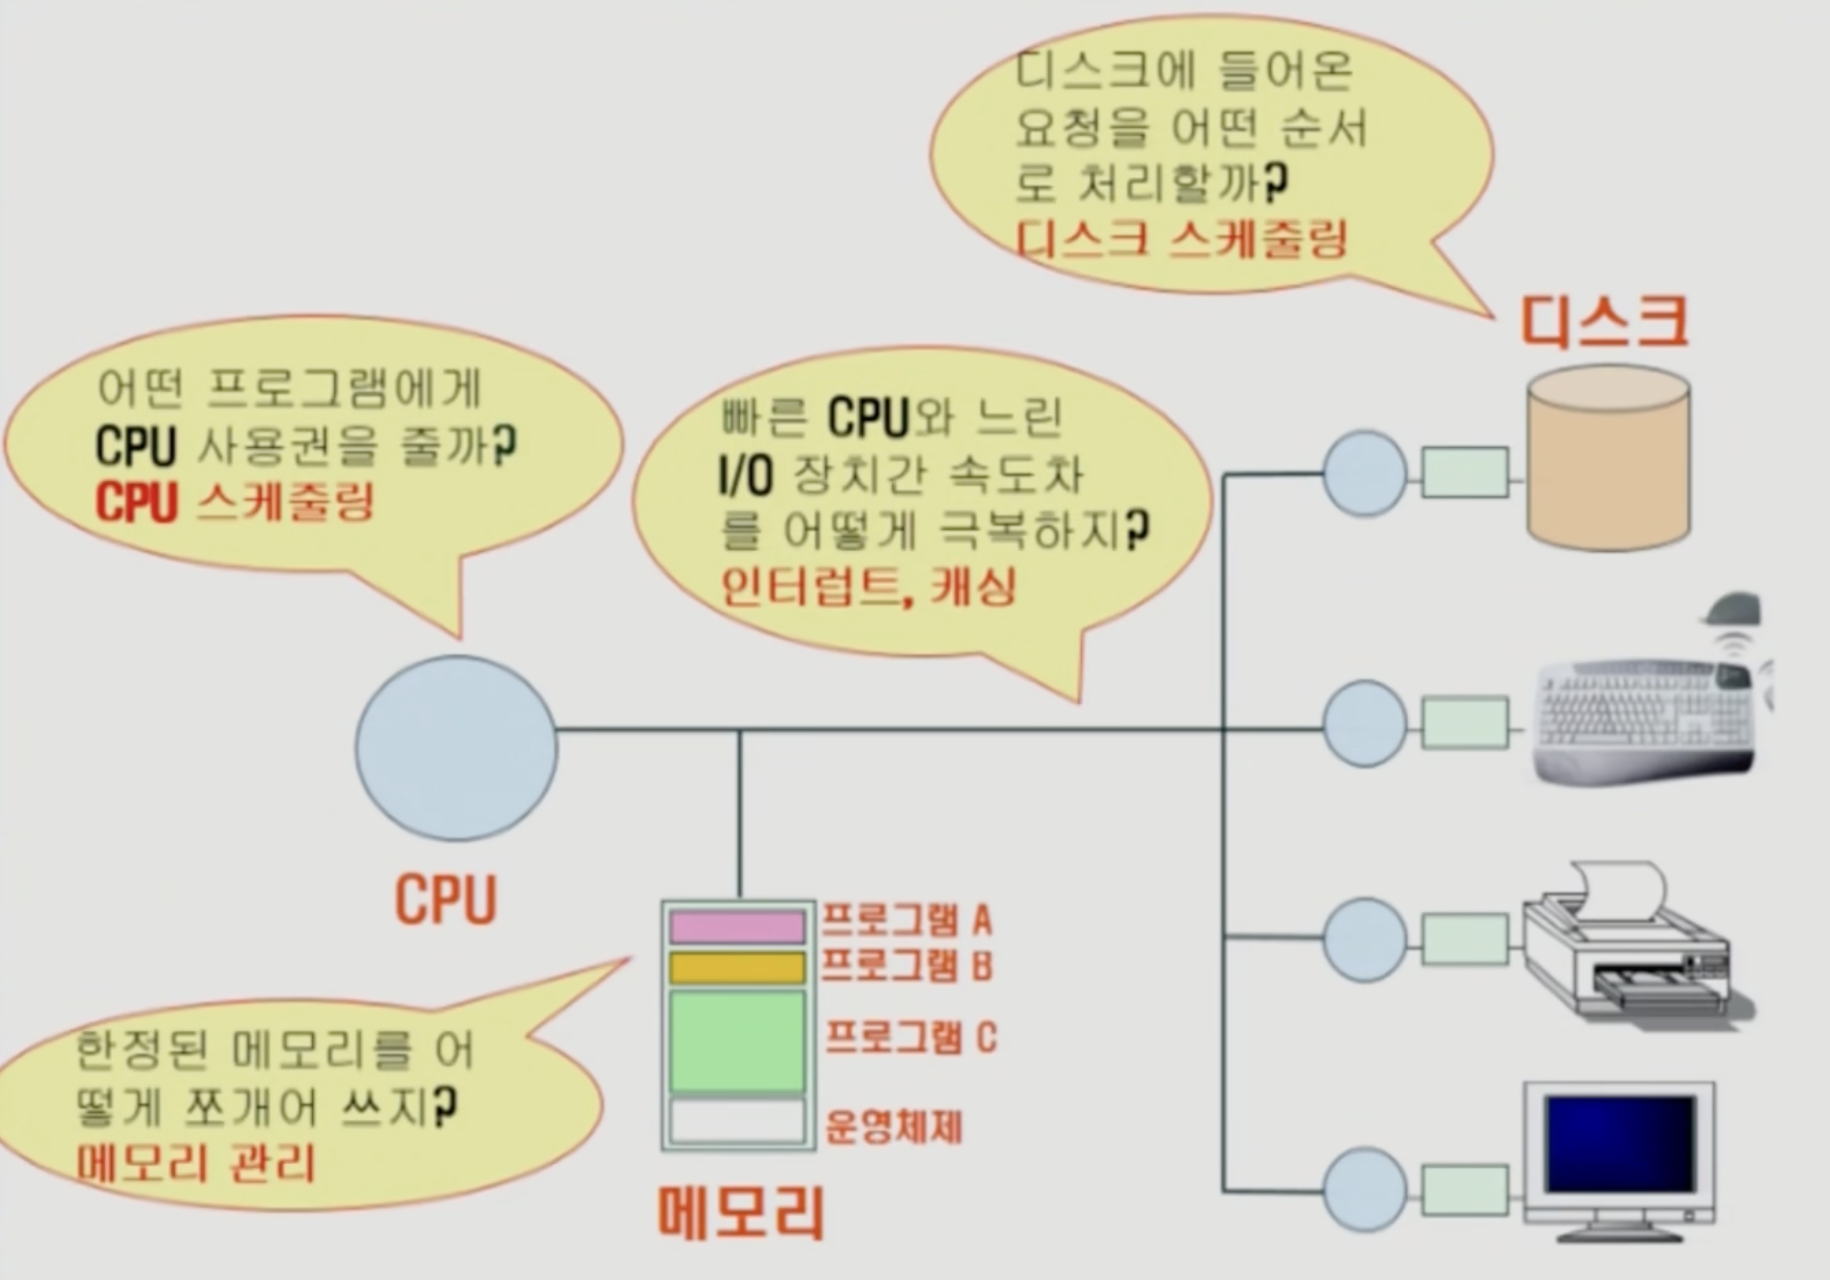 디스크에 들어온
요청을 어떤 순서
로 처리할까?
디스크 스케줄링
디스크
어떤 프로그램에게
CPU 사용권을 줄까?
CPU 스케줄링
빠른 CPU와 느린
I/O 장치간 속도차
를 어떻게 극복하지?
인터럽트, 캐싱
CPU
프로그램 A
프로그램 B
프로그램 C
운영체제
메모리
한정된 메모리를 어
떻게 쪼개어 쓰지?
메모리 관리